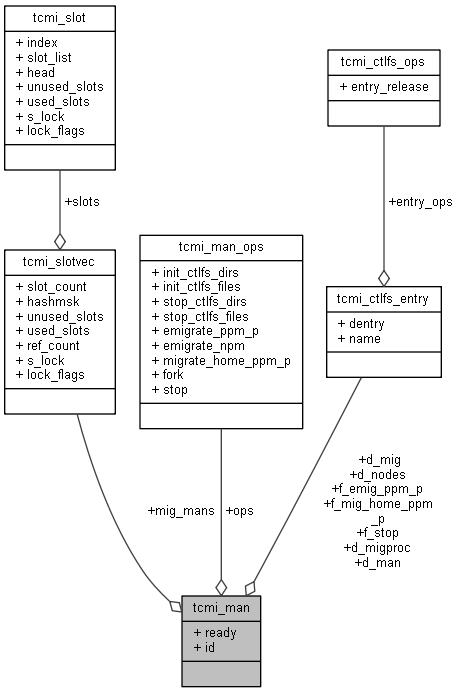 tcmi_slot
+ index
+ slot_list
+ head
+ unused_slots
+ used_slots
+ s_lock
+ lock_flags
tcmi_ctlfs_ops
+ entry_release
+slots
+entry_ops
tcmi_slotvec
+ slot_count
+ hashmsk
+ unused_slots
+ used_slots
+ ref_count
+ s_lock
+ lock_flags
tcmi_man_ops
+ init_ctlfs_dirs
+ init_ctlfs_files
+ stop_ctlfs_dirs
+ stop_ctlfs_files
+ emigrate_ppm_p
+ emigrate_npm
+ migrate_home_ppm_p
+ fork
+ stop
tcmi_ctlfs_entry
+ dentry
+ name
+mig_mans
+ops
+d_mig
+d_nodes
+f_emig_ppm_p
+f_mig_home_ppm
_p
+f_stop
+d_migproc
+d_man
tcmi_man
+ ready
+ id